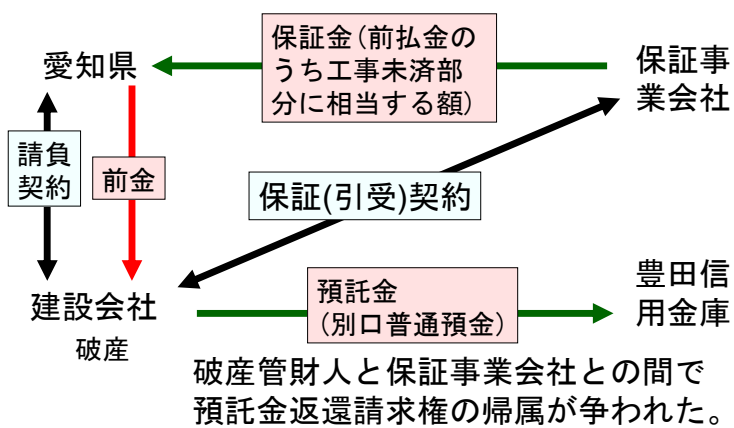 保証金(前払金の
うち工事未済部
分に相当する額)
愛知県
保証事
業会社
請負
契約
前金
保証(引受)契約
建設会社
破産
預託金
(別口普通預金)
豊田信
用金庫
破産管財人と保証事業会社との間で
預託金返還請求権の帰属が争われた。